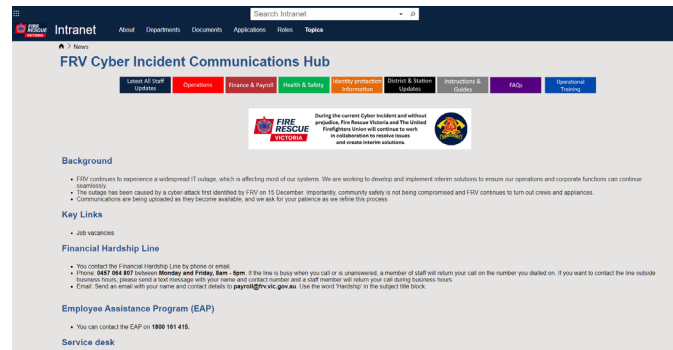 Search Intranet
FIRE
RESCUE
VICTORIA
Intranet
About Departments Documents Applications Roles Topics
> News
FRV Cyber Incident Communications Hub
Latest All Staff
Updates
Operations
Finance & Payroll
Health & Safety
Identity protection
Information
District & Station
Updates
Instructions &
Guides
FAQs
Operational
Training
FIRE
RESCUE
VICTORIA
During the current Cyber Incident and without
prejudice, Fire Rescue Victoria and The United
Firefighters Union will continue to work
in collaboration to resolve issues
and create interim solutions.
Background
• FRV continues to experience a widespread IT outage, which is affecting most of our systems. We are working to develop and implement interim solutions to ensure our operations and corporate functions can continue
seamlessly.
• The outage has been caused by a cyber-attack first identified by FRV on 15 December. Importantly, community safety is not being compromised and FRV continues to turn out crews and appliances.
• Communications are being uploaded as they become available, and we ask for your patience as we refine this process.
Key Links
• Job vacancies
Financial Hardship Line
• You contact the Financial Hardship Line by phone or email.
• Phone: 0457 064 807 between Monday and Friday, 8am - 5pm. If the line is busy when you call or is unanswered, a member of staff will return your call on the number you dialled on. If you want to contact the line outside
business hours, please send a text message with your name and contact number and a staff member will return your call during business hours
• Email: Send an email with your name and contact details to payroll@frv.vic.gov.au. Use the word 'Hardship' in the subject title block.
Employee Assistance Program (EAP)
• You can contact the EAP on 1800 161 415.
Service desk